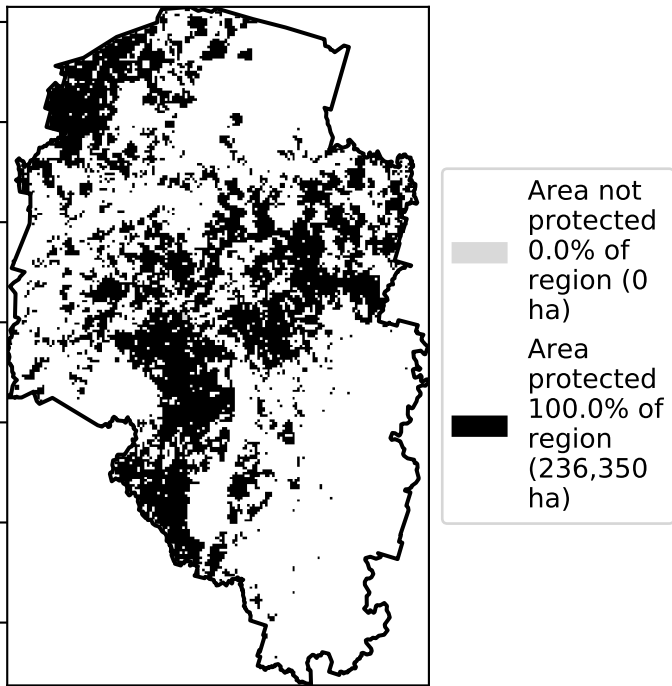 Area not
protected
0.0% of
region (0
ha)
Area
protected
100.0% of
region
(236,350
ha)